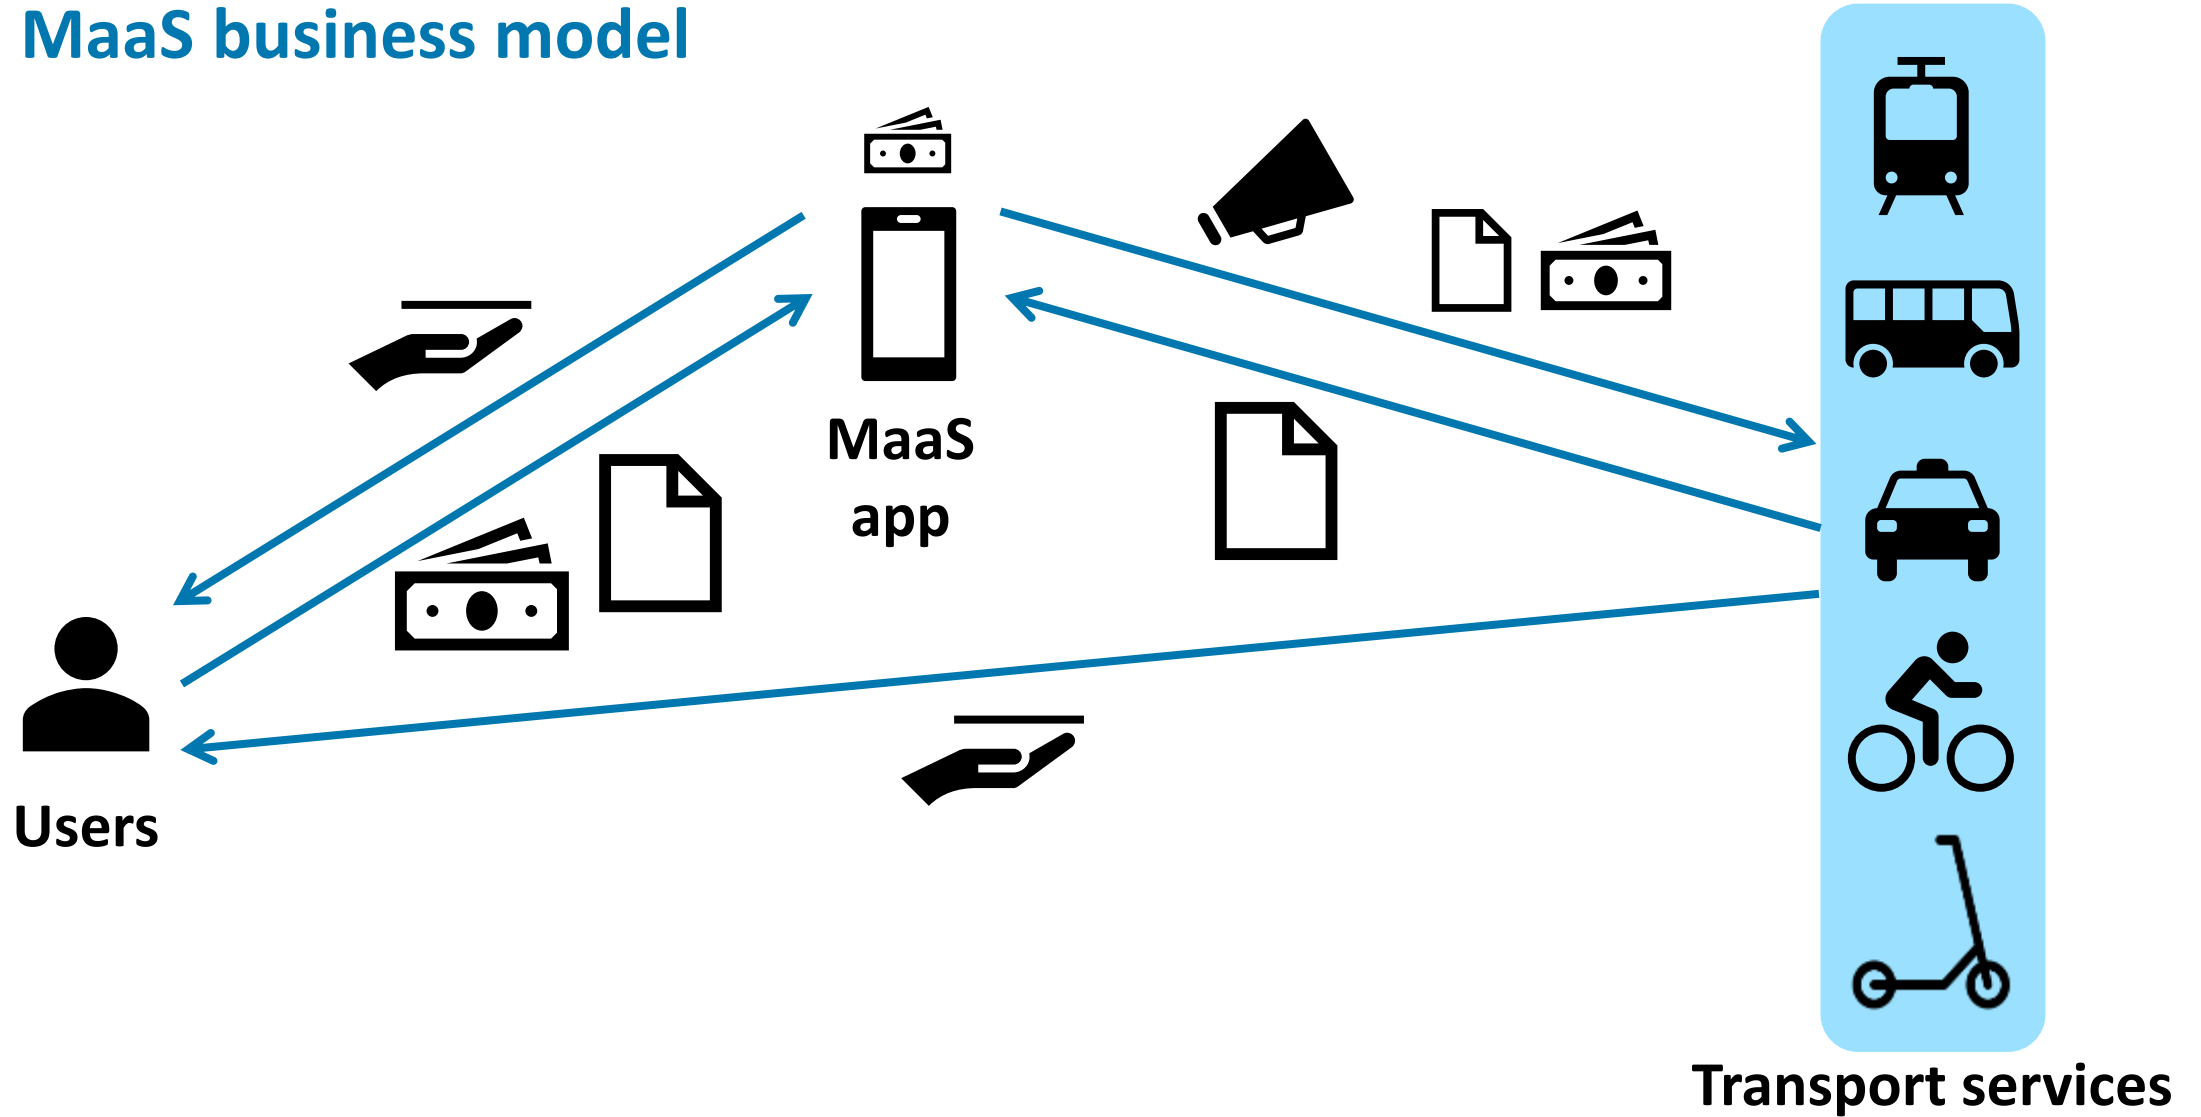 MaaS business model
MaaS
app
Users
Transport services